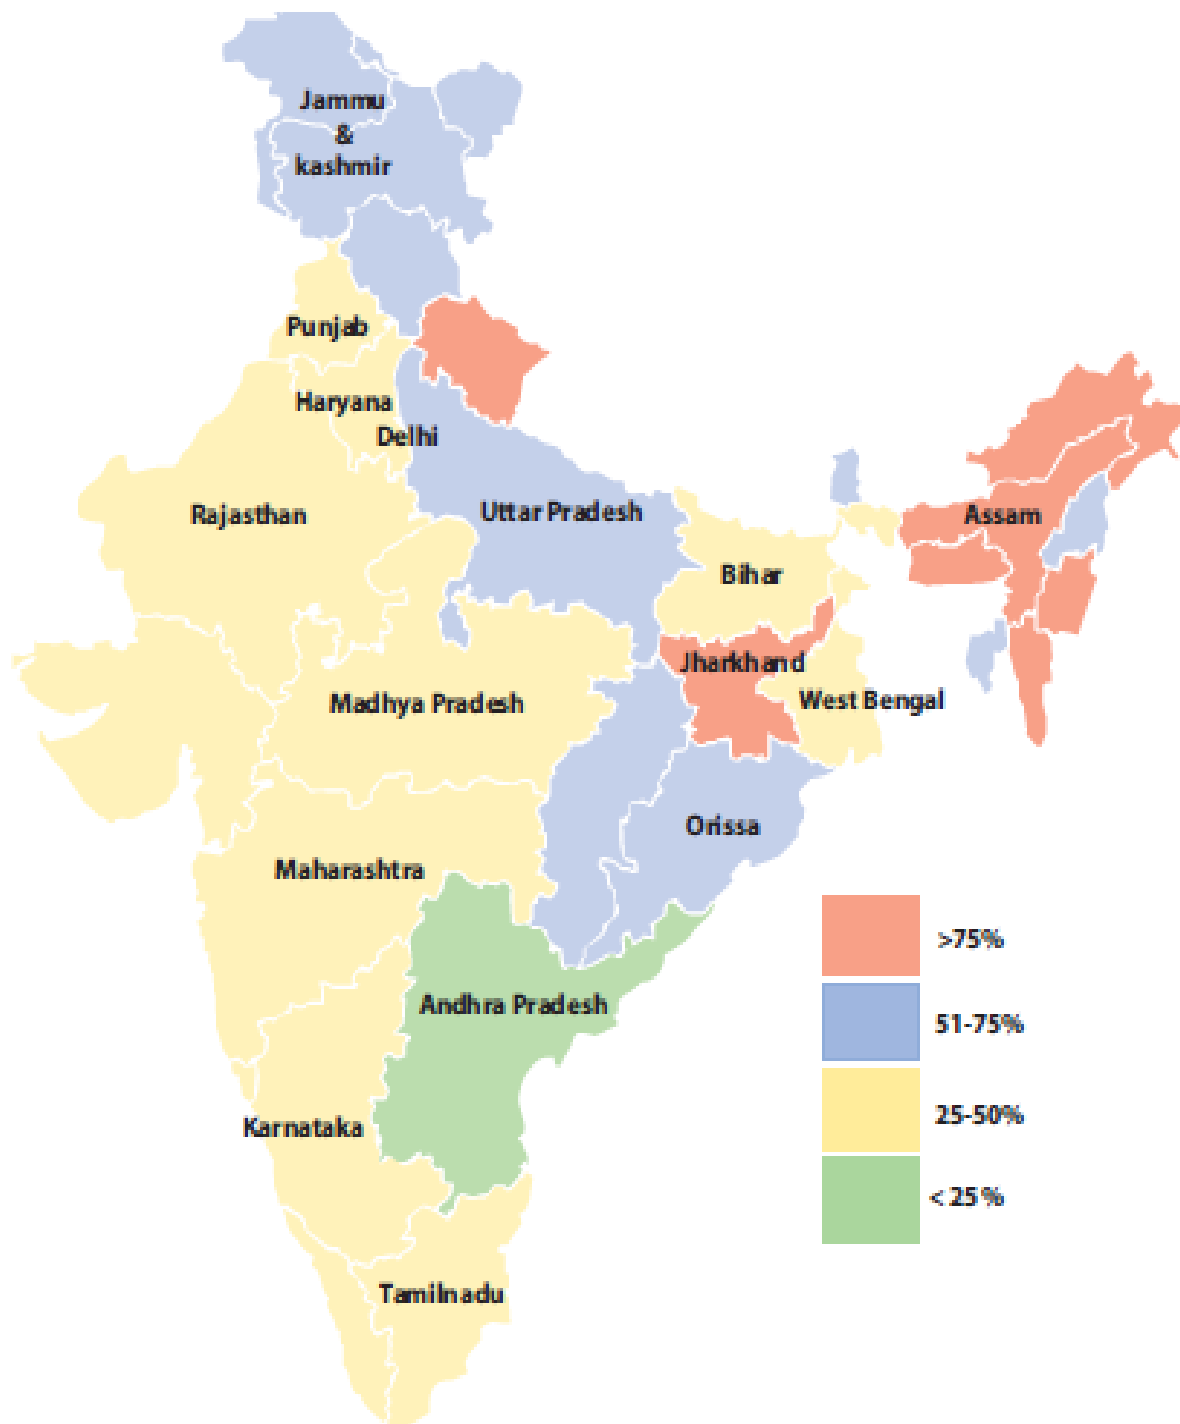 Jammu
&
kashmir
Punjab
Haryana
Delhi
Rajasthan
Uttar Pradesh
Assam
Bihar
Jharkhand
Madhya Pradesh
West Bengal
Orissa
Maharashtra
>75%
Andhra Pradesh
51-75%
25-50%
Karnataka
< 25%
Tamilnadu